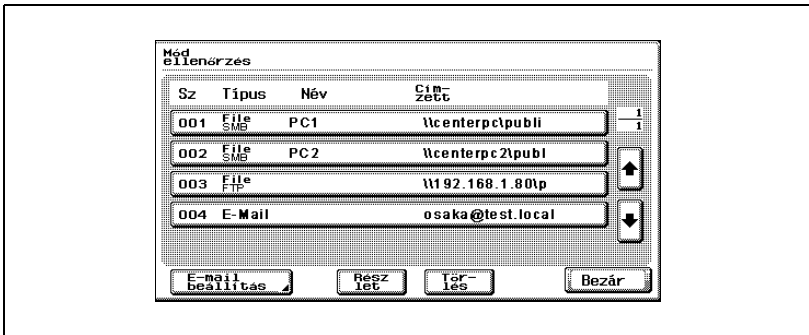 Mód
ellenőrzés
Sz Típus Név Cím-
zett
1
1
001 File
SMB PC1 \\centerpc\publi
002 File
SMB PC2 \\centerpc2\publ
003 File
FTP \\192.168.1.80\p
004 E-Mail osaka@test.local
E-mail
beállítás
Rész
let
Tör-
lés
Bezár